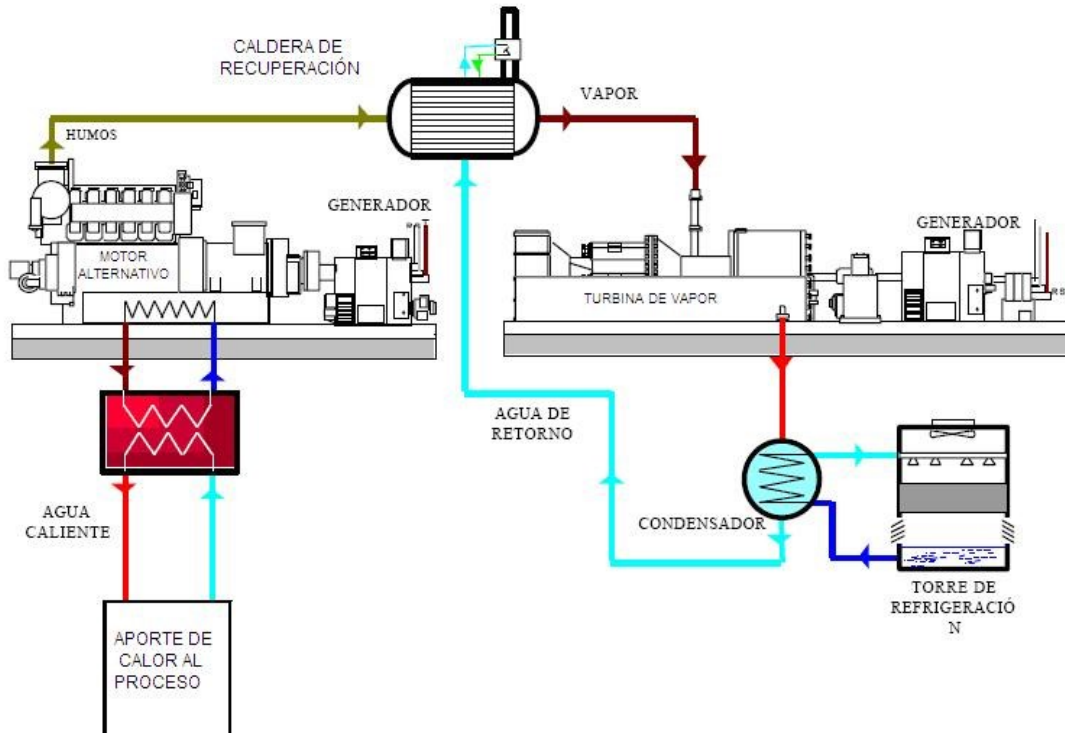 CALDERA DE
RECUPERACIÓN
VAPOR
HUMOS
GENERADOR
GENERADOR
MOTOR
ALTERNATIVO
TURBINA DE VAPOR
AGUA DE
RETORNO
AGUA
CALIENTE
CONDENSADOR
TORRE DE
REFRIGERACIÓ
N
APORTE DE
CALOR AL
PROCESO